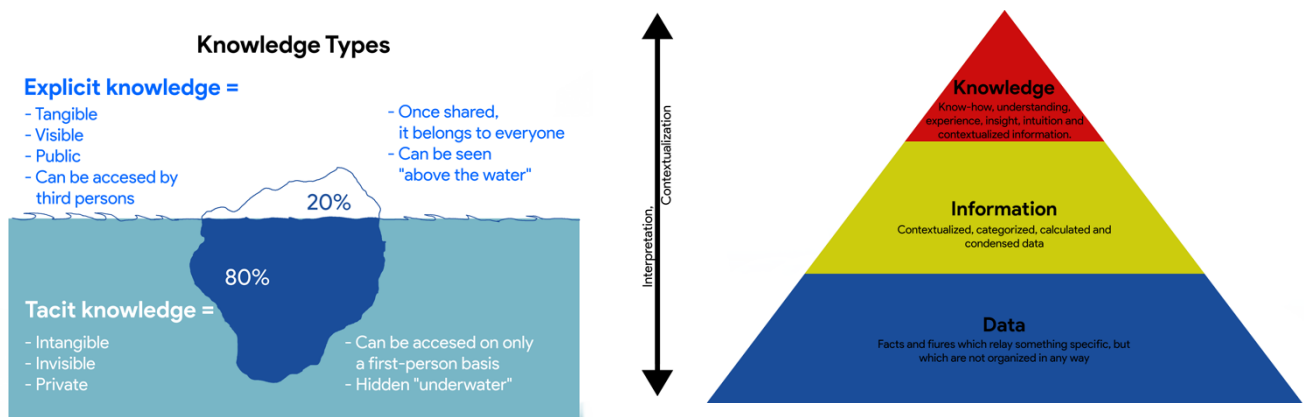 Knowledge Types
Explicit knowledge =
- Tangible
- Visible
- Public
- Can be accesed by
third persons
- Once shared,
it belongs to everyone
- Can be seen
"above the water"
20%
80%
Tacit knowledge =
- Intangible
- Invisible
- Private
- Can be accesed on only
a first-person basis
- Hidden "underwater"
Interpretation,
Contextualization
Knowledge
Know-how, understanding,
experience, insight, intuition and
contextualized information.
Information
Contextualized, categorized, calculated and
condensed data
Data
Facts and fiures which relay something specific, but
which are not organized in any way